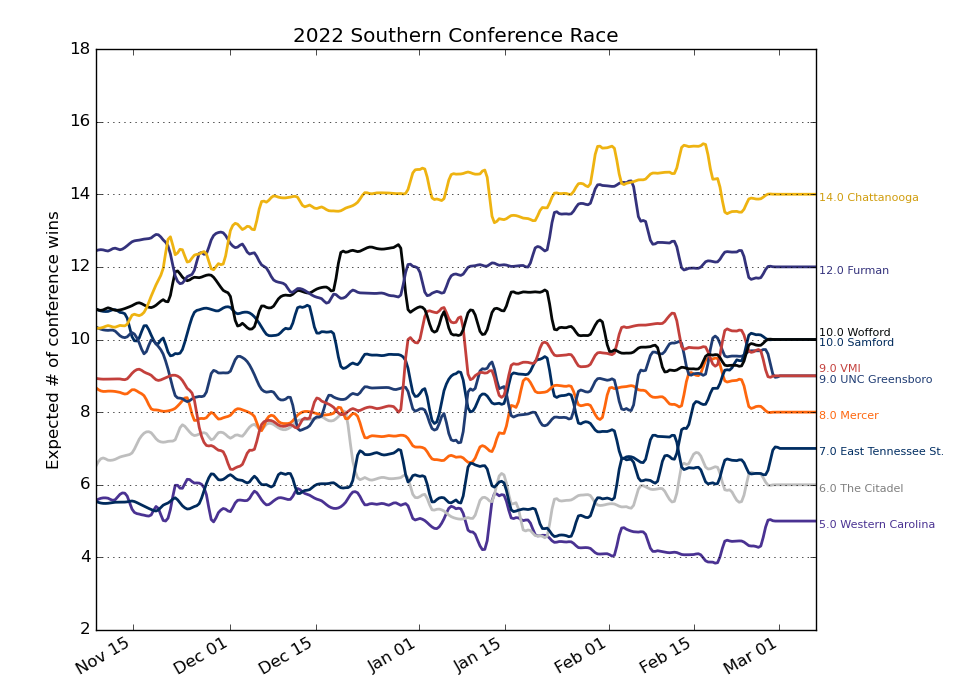 2022 Southern Conference Race
Expected # of conference wins
18
16
14
12
10
8
6
4
2
14.0 Chattanooga
12.0 Furman
10.0 Wofford
10.0 Samford
9.0 VMI
9.0 UNC Greensboro
8.0 Mercer
7.0 East Tennessee St.
6.0 The Citadel
5.0 Western Carolina
Nov 15
Dec 01
Dec 15
Jan 01
Jan 15
Feb 01
Feb 15
Mar 01